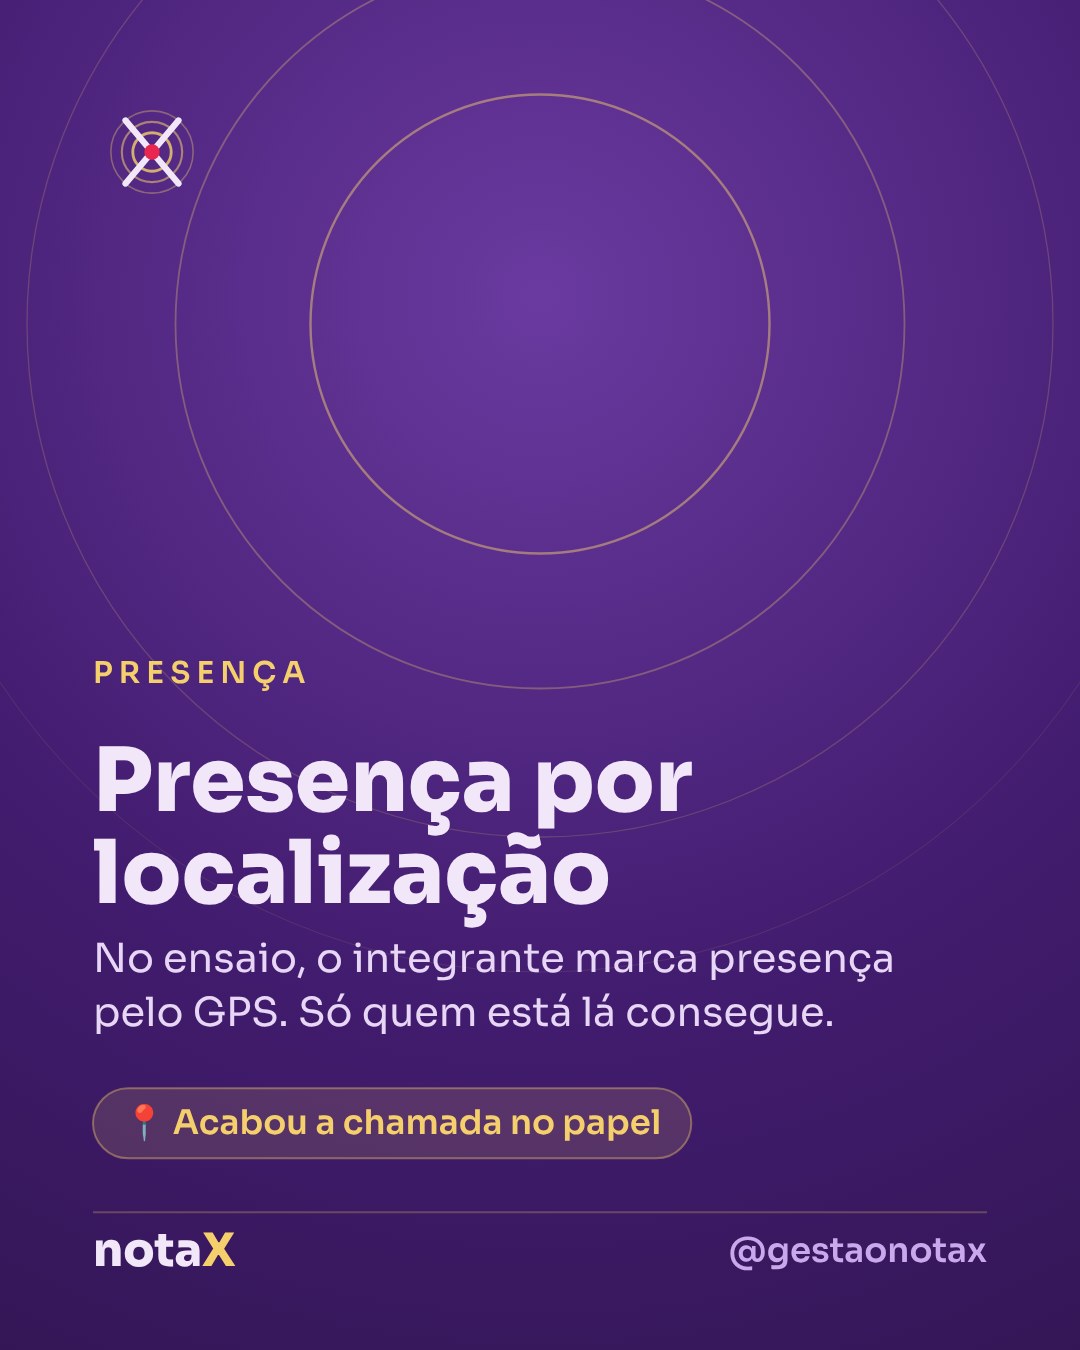 PRESENÇA
Presença por
localização
No ensaio, o integrante marca presença
pelo GPS. Só quem está lá consegue.
📍 Acabou a chamada no papel
notaX
@gestaonotax